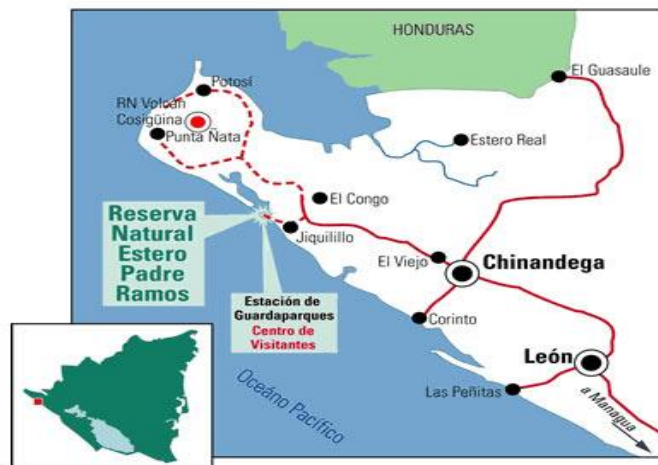 HONDURAS
El Guasaule
Potosí
RN Volcán
Cosigüina
Punta Ñata
Estero Real
El Congo
Reserva
Natural
Estero
Padre
Ramos
Jiquilillo
El Viejo
Chinandega
Estación de
Guardaparques
Centro de
Visitantes
Corinto
León
Las Peñitas
a Managua
Océano Pacífico